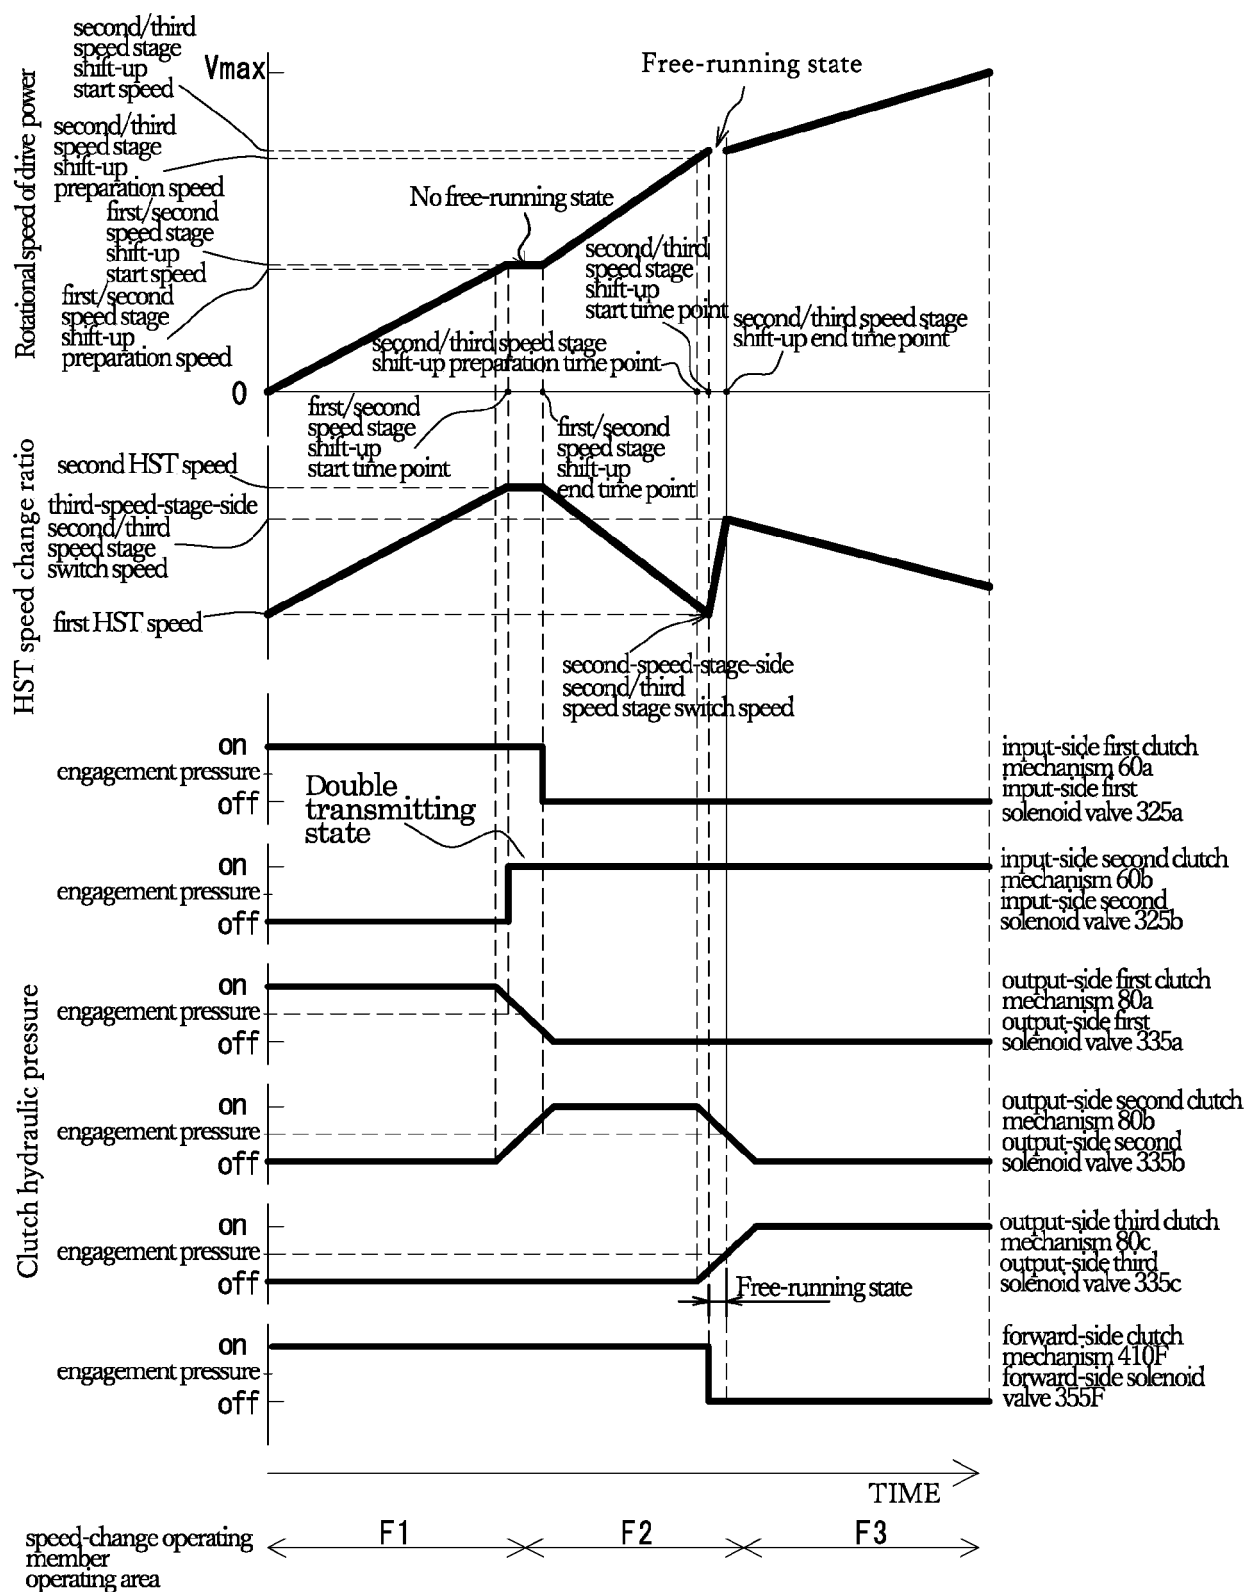 second/third
speed stage
shift-up
start speed
Vmax
Free-running state
second/third
speed stage
shift-up
preparation speed
No free-running state
first/second
speed stage
shift-up
start speed
second/third
speed stage
shift-up
start time point
first/second
speed stage
shift-up
preparation speed
second/third speed stage
shift-up end time point
second/third speed stage
shift-up preparation time point
Rotational speed of drive power
0
first/second
speed stage
shift-up
start time point
first/second
speed stage
shift-up
end time point
second HST speed
third-speed-stage-side
second/third
speed stage
switch speed
first HST speed
HST speed change ratio
second-speed-stage-side
second/third
speed stage switch speed
on
engagement pressure
off
input-side first clutch
mechanism 60a
input-side first
solenoid valve 325a
Double
transmitting
state
on
engagement pressure
off
input-side second clutch
mechanism 60b
input-side second
solenoid valve 325b
on
engagement pressure
off
output-side first clutch
mechanism 80a
output-side first
solenoid valve 335a
on
engagement pressure
off
output-side second clutch
mechanism 80b
output-side second
solenoid valve 335b
Clutch hydraulic pressure
on
engagement pressure
off
output-side third clutch
mechanism 80c
output-side third
solenoid valve 335c
Free-running state
on
engagement pressure
off
forward-side clutch
mechanism 410F
forward-side solenoid
valve 355F
TIME
speed-change operating
member
operating area
F1
F2
F3